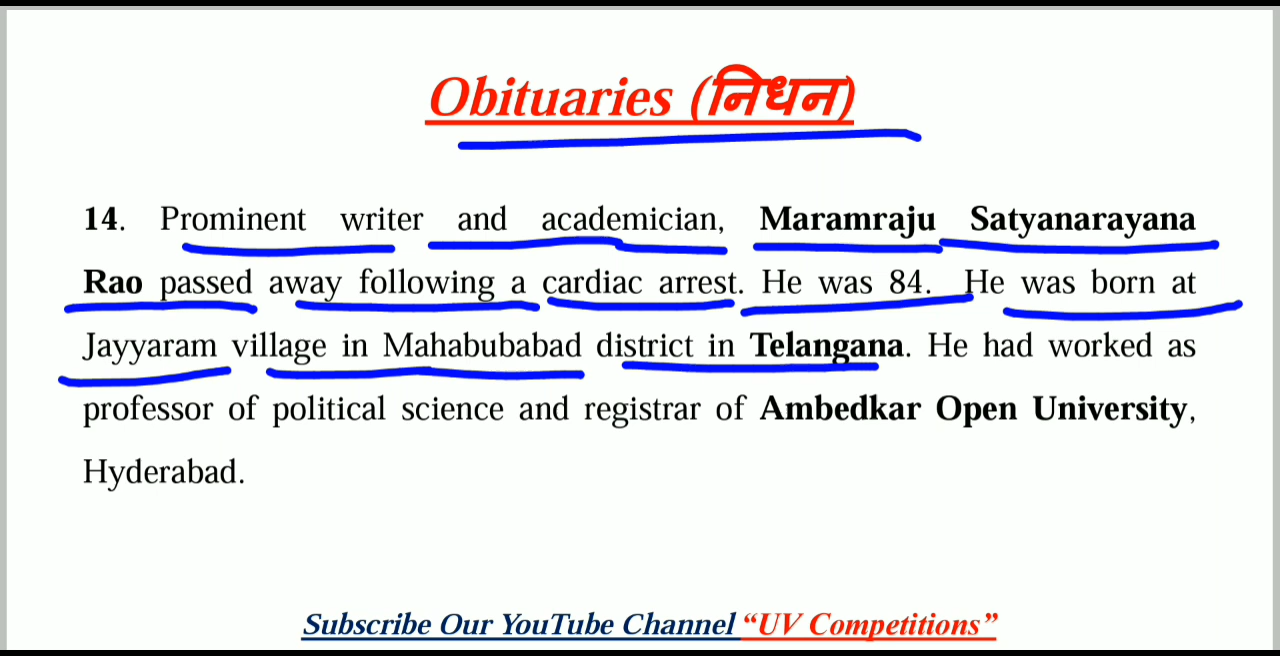 Obituaries (निधन)
14. Prominent writer and academician, Maramraju Satyanarayana
Rao passed away following a cardiac arrest. He was 84. He was born at
Jayyaram village in Mahabubabad district in Telangana. He had worked as
professor of political science and registrar of Ambedkar Open University,
Hyderabad.
Subscribe Our YouTube Channel “UV Competitions”